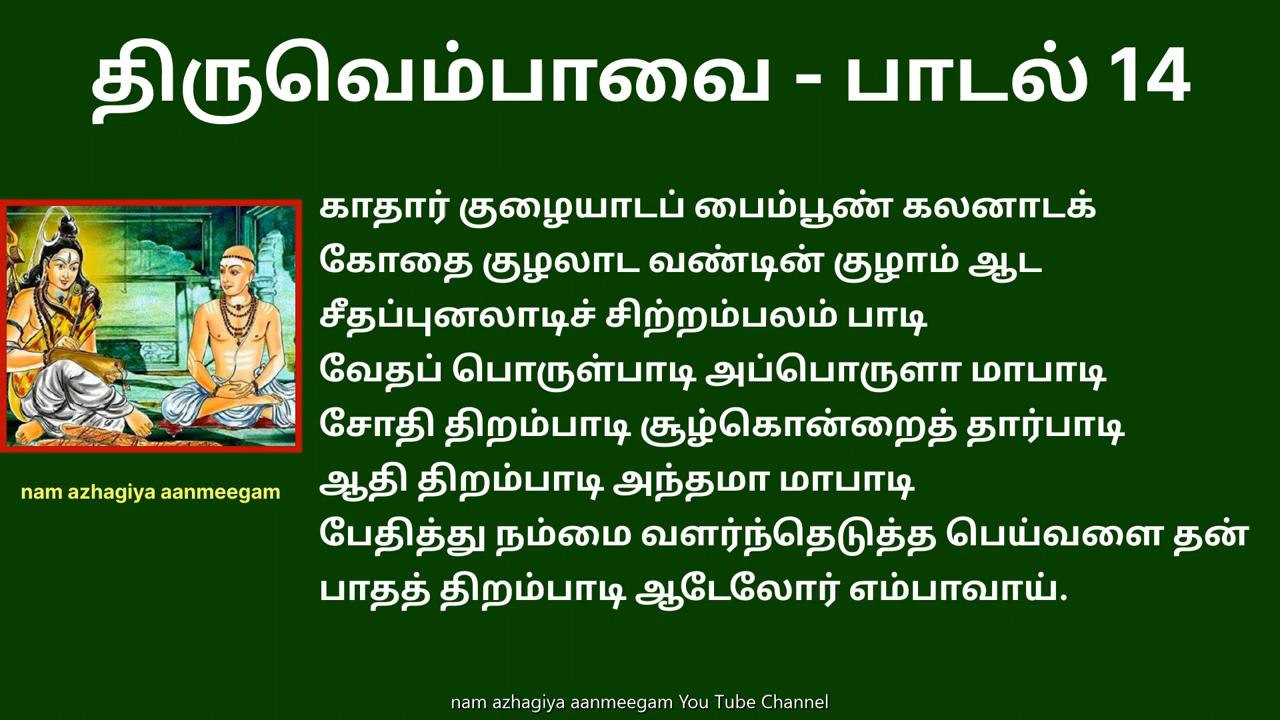 திருவெம்பாவை - பாடல் 14
காதார் குழையாடப் பைம்பூண் கலனாடக்
கோதை குழலாட வண்டின் குழாம் ஆட
சீதப்புனலாடிச் சிற்றம்பலம் பாடி
வேதப் பொருள்பாடி அப்பொருளா மாபாடி
சோதி திறம்பாடி சூழ்கொன்றைத் தார்பாடி
ஆதி திறம்பாடி அந்தமா மாபாடி
பேதித்து நம்மை வளர்ந்தெடுத்த பெய்வளை தன்
பாதத் திறம்பாடி ஆடேலோர் எம்பாவாய்.
nam azhagiya aanmeegam
nam azhagiya aanmeegam You Tube Channel